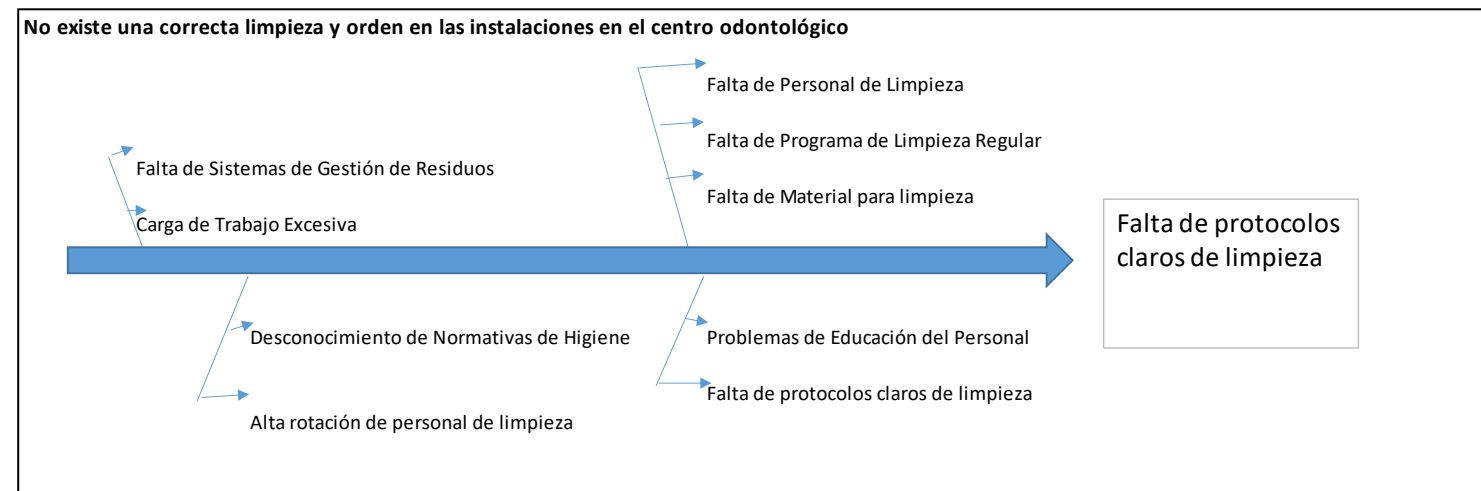 No existe una correcta limpieza y orden en las instalaciones en el centro odontológico
Falta de Personal de Limpieza
Falta de Programa de Limpieza Regular
Falta de Material para limpieza
Falta de Sistemas de Gestión de Residuos
Carga de Trabajo Excesiva
Falta de protocolos
claros de limpieza
Desconocimiento de Normativas de Higiene
Alta rotación de personal de limpieza
Problemas de Educación del Personal
Falta de protocolos claros de limpieza